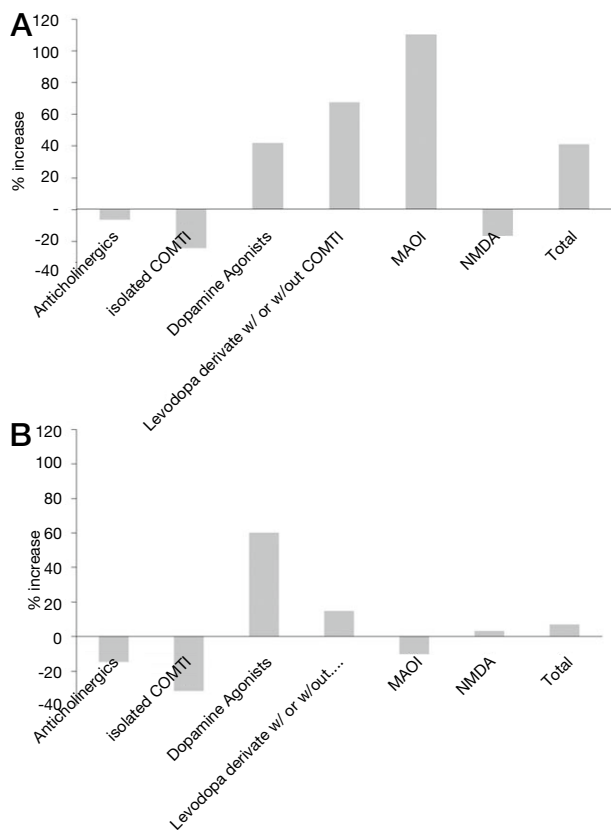 A
% increase
120
100
80
60
40
20
-
-20
-40
Anticholinergics
isolated COMTI
Dopamine Agonists
Levodopa derivate w/ or w/out COMTI
MAOI
NMDA
Total
B
% increase
120
100
80
60
40
20
0
-20
-40
Anticholinergics
isolated COMTI
Dopamine Agonists
Levodopa derivate w/ or w/out....
MAOI
NMDA
Total